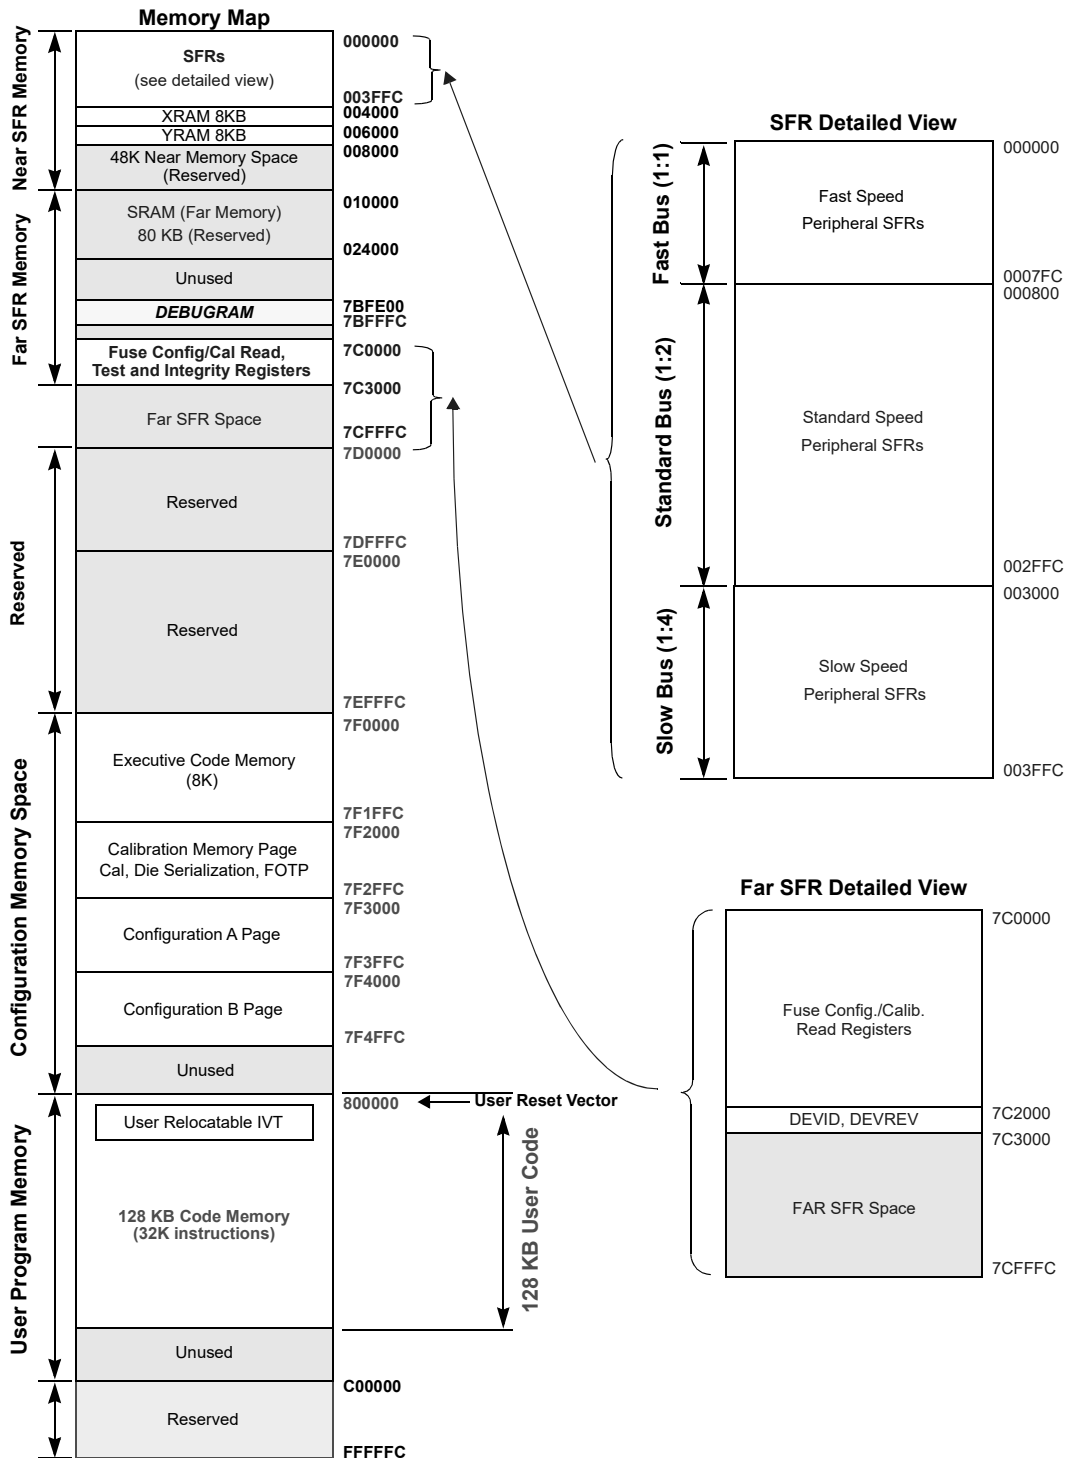 Memory Map
Near SFR Memory
SFRs
(see detailed view)
000000
003FFC
XRAM 8KB
004000
YRAM 8KB
006000
48K Near Memory Space
(Reserved)
008000
Far SFR Memory
SRAM (Far Memory)
80 KB (Reserved)
010000
024000
Unused
DEBUGRAM
7BFE00
7BFFFC
Fuse Config/Cal Read,
Test and Integrity Registers
7C0000
7C3000
Far SFR Space
7CFFFC
7D0000
Reserved
Reserved
7DFFFC
7E0000
Reserved
7EFFFC
7F0000
Configuration Memory Space
Executive Code Memory
(8K)
7F1FFC
7F2000
Calibration Memory Page
Cal, Die Serialization, FOTP
7F2FFC
7F3000
Configuration A Page
7F3FFC
7F4000
Configuration B Page
7F4FFC
Unused
User Program Memory
800000
User Reset Vector
User Relocatable IVT
128 KB Code Memory
(32K instructions)
128 KB User Code
Unused
C00000
Reserved
FFFFFC
SFR Detailed View
Fast Bus (1:1)
000000
Fast Speed
Peripheral SFRs
0007FC
000800
Standard Bus (1:2)
Standard Speed
Peripheral SFRs
002FFC
003000
Slow Bus (1:4)
Slow Speed
Peripheral SFRs
003FFC
Far SFR Detailed View
7C0000
Fuse Config./Calib.
Read Registers
7C2000
DEVID, DEVREV
7C3000
FAR SFR Space
7CFFFC